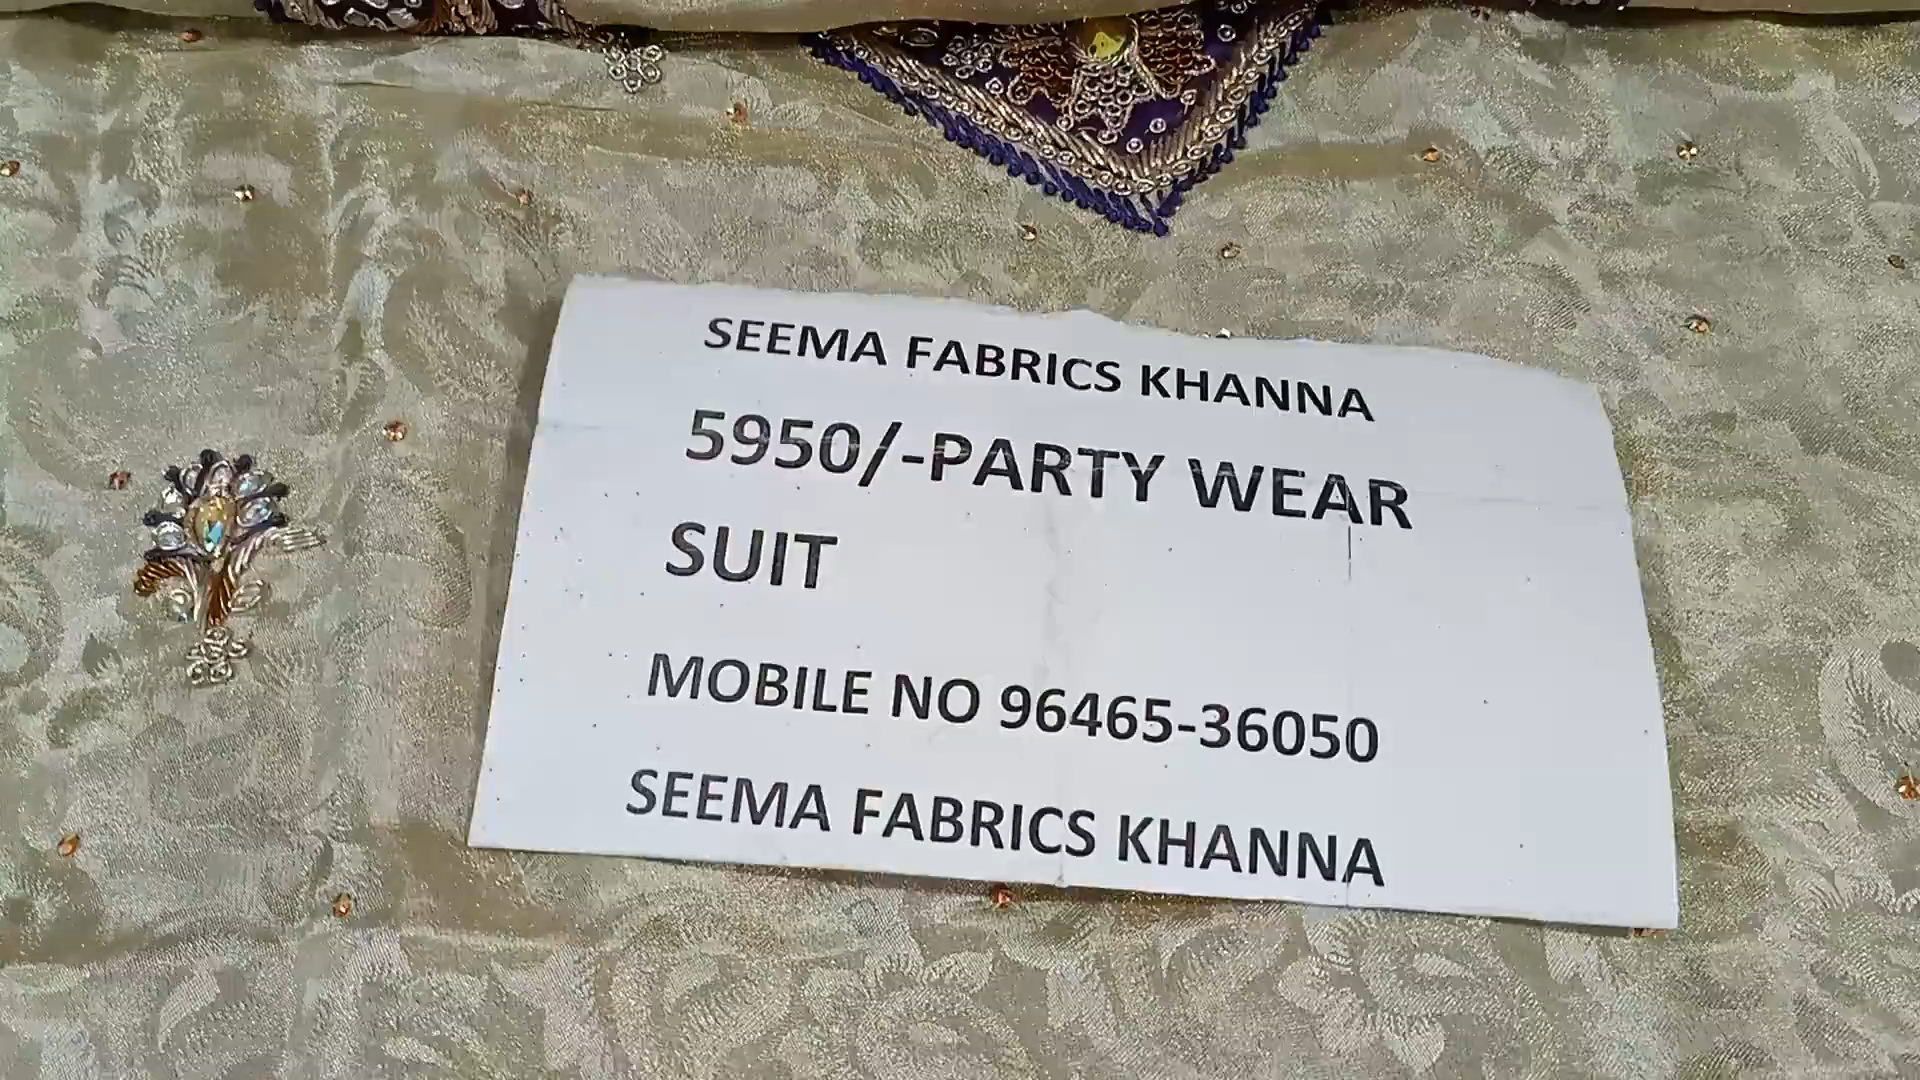 SEEMA FABRICS KHANNA
5950/-PARTY WEAR
SUIT
MOBILE NO 96465-36050
SEEMA FABRICS KHANNA